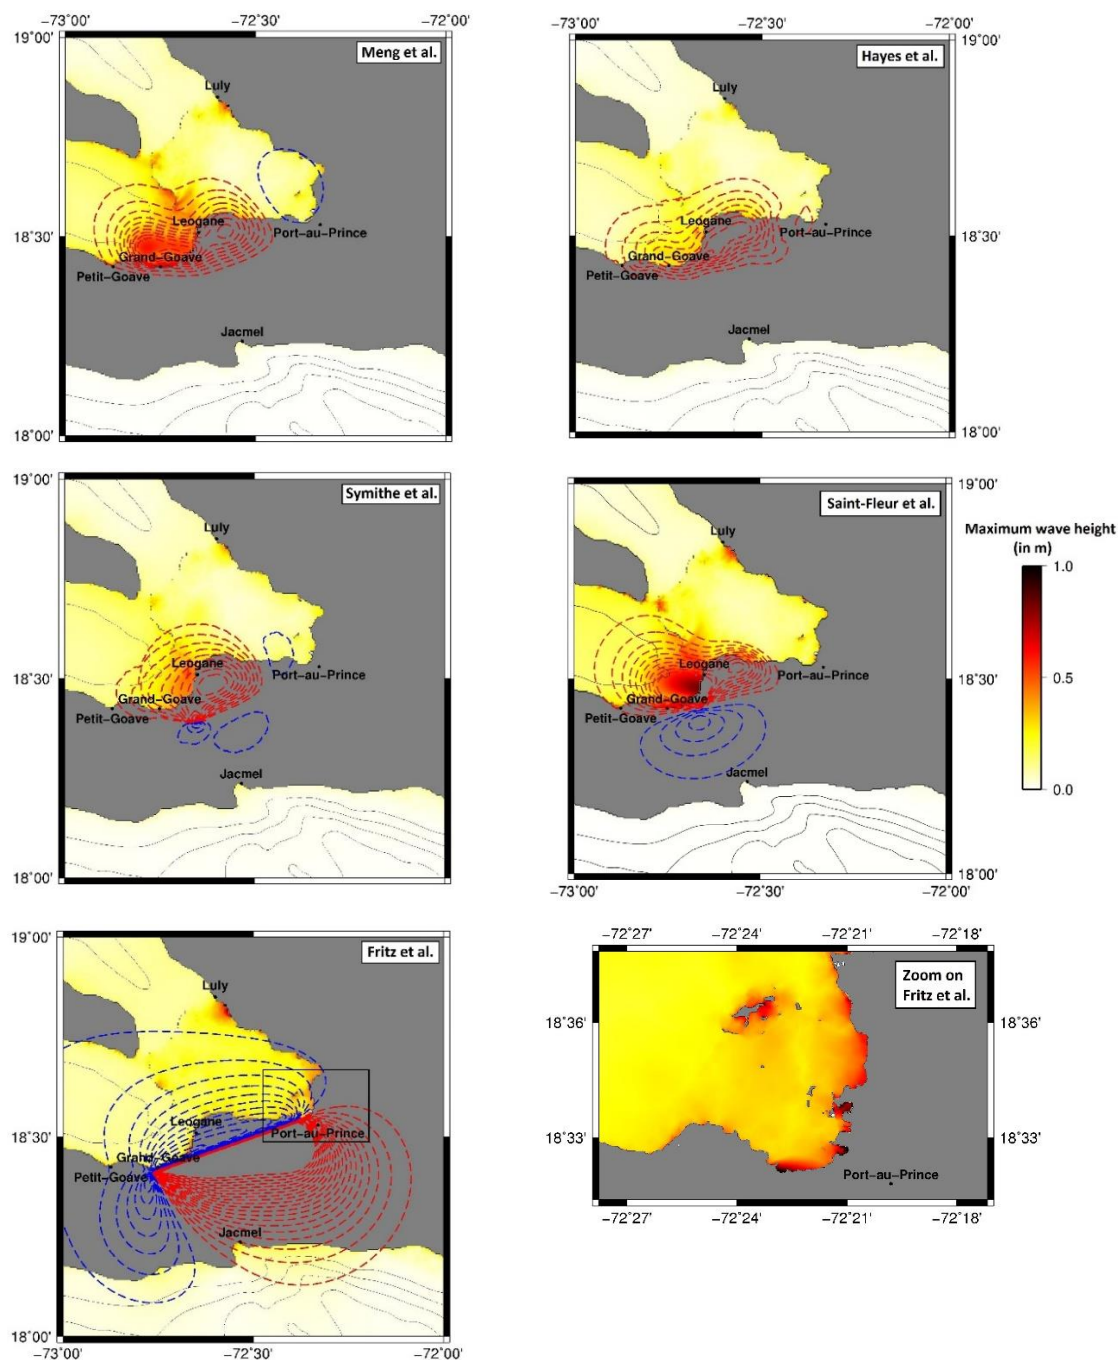 −73˚00' −72˚30' −72˚00'
19˚00'
Meng et al.
Luly
Leogane
18˚30'
Port−au−Prince
Grand−Goave
Petit−Goave
Jacmel
18˚00'
−73˚00' −72˚30' −72˚00'
19˚00'
Hayes et al.
Luly
Leogane
Port−au−Prince
18˚30'
Grand−Goave
Petit−Goave
Jacmel
18˚00'
19˚00'
Symithe et al.
Luly
Leogane
Port−au−Prince
18˚30'
Grand−Goave
Petit−Goave
Jacmel
18˚00'
19˚00'
Saint-Fleur et al.
Luly
Leogane
Port−au−Prince
18˚30'
Grand−Goave
Petit−Goave
Jacmel
18˚00'
−73˚00' −72˚30' −72˚00'
Maximum wave height
(in m)
1.0
0.5
0.0
19˚00'
Fritz et al.
Luly
Leogane
18˚30'
Port−au−Prince
Grand−Goave
Petit−Goave
Jacmel
18˚00'
−73˚00' −72˚30' −72˚00'
−72˚27' −72˚24' −72˚21' −72˚18'
Zoom on
Fritz et al.
18˚36'
18˚33'
Port−au−Prince
−72˚27' −72˚24' −72˚21' −72˚18'